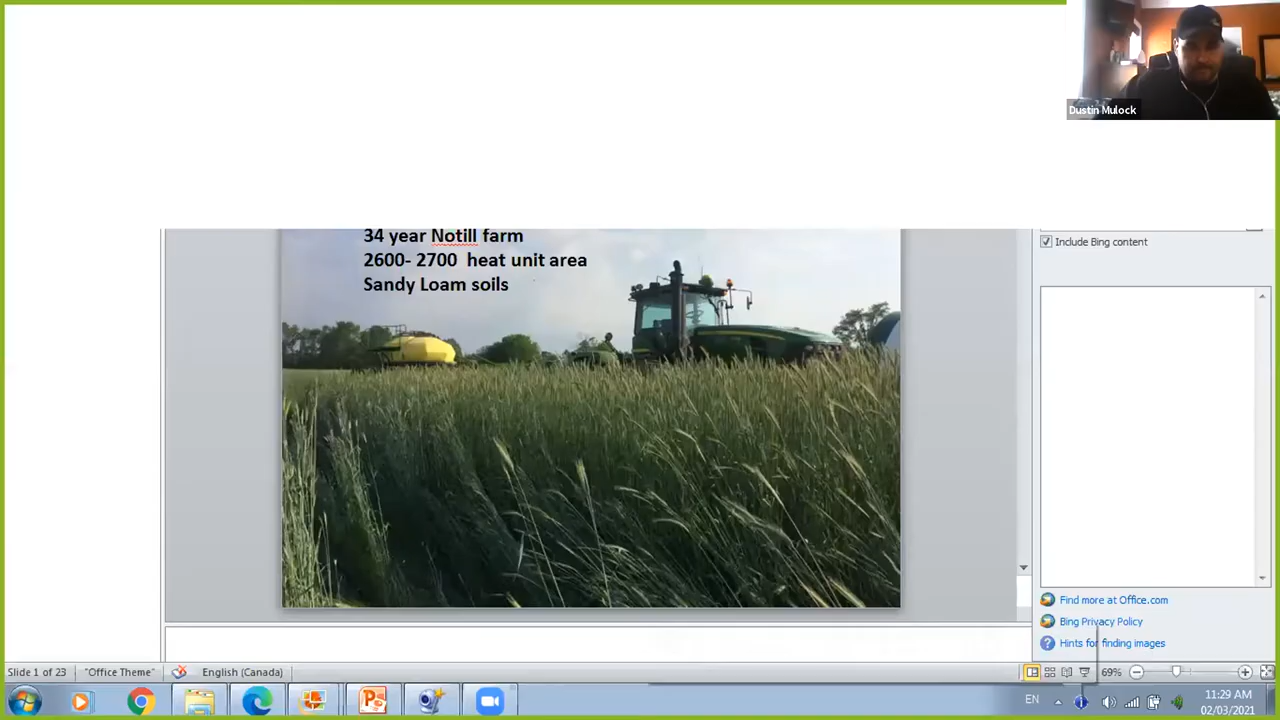 Dustin Mulock
34 year Notill farm
2600- 2700 heat unit area
Sandy Loam soils
Include Bing content
Find more at Office.com
Bing Privacy Policy
Hints for finding images
Slide 1 of 23
"Office Theme"
English (Canada)
69%
EN
11:29 AM
02/03/2021